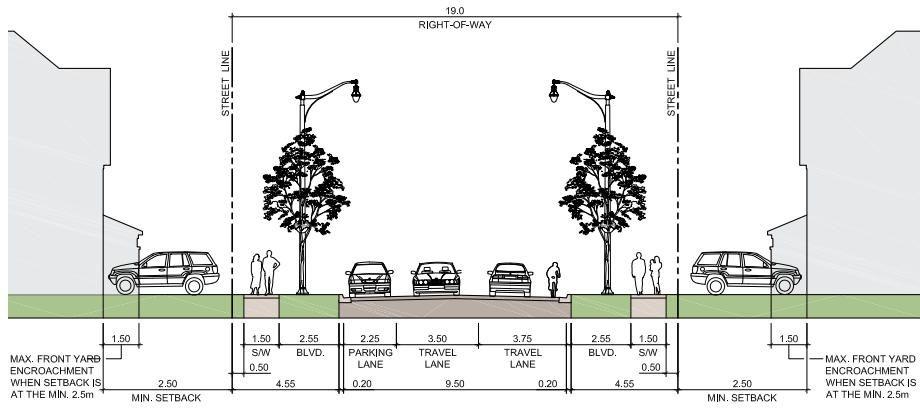 19.0
RIGHT-OF-WAY
STREET LINE
STREET LINE
1.50
1.50
2.55
2.25
3.50
3.75
2.55
1.50
1.50
S/W
BLVD.
PARKING
LANE
TRAVEL
LANE
TRAVEL
LANE
BLVD.
S/W
0.50
0.50
MAX. FRONT YARD
ENCROACHMENT
WHEN SETBACK IS
AT THE MIN. 2.5m
2.50
MIN. SETBACK
4.55
0.20
9.50
0.20
4.55
2.50
MIN. SETBACK
MAX. FRONT YARD
ENCROACHMENT
WHEN SETBACK IS
AT THE MIN. 2.5m